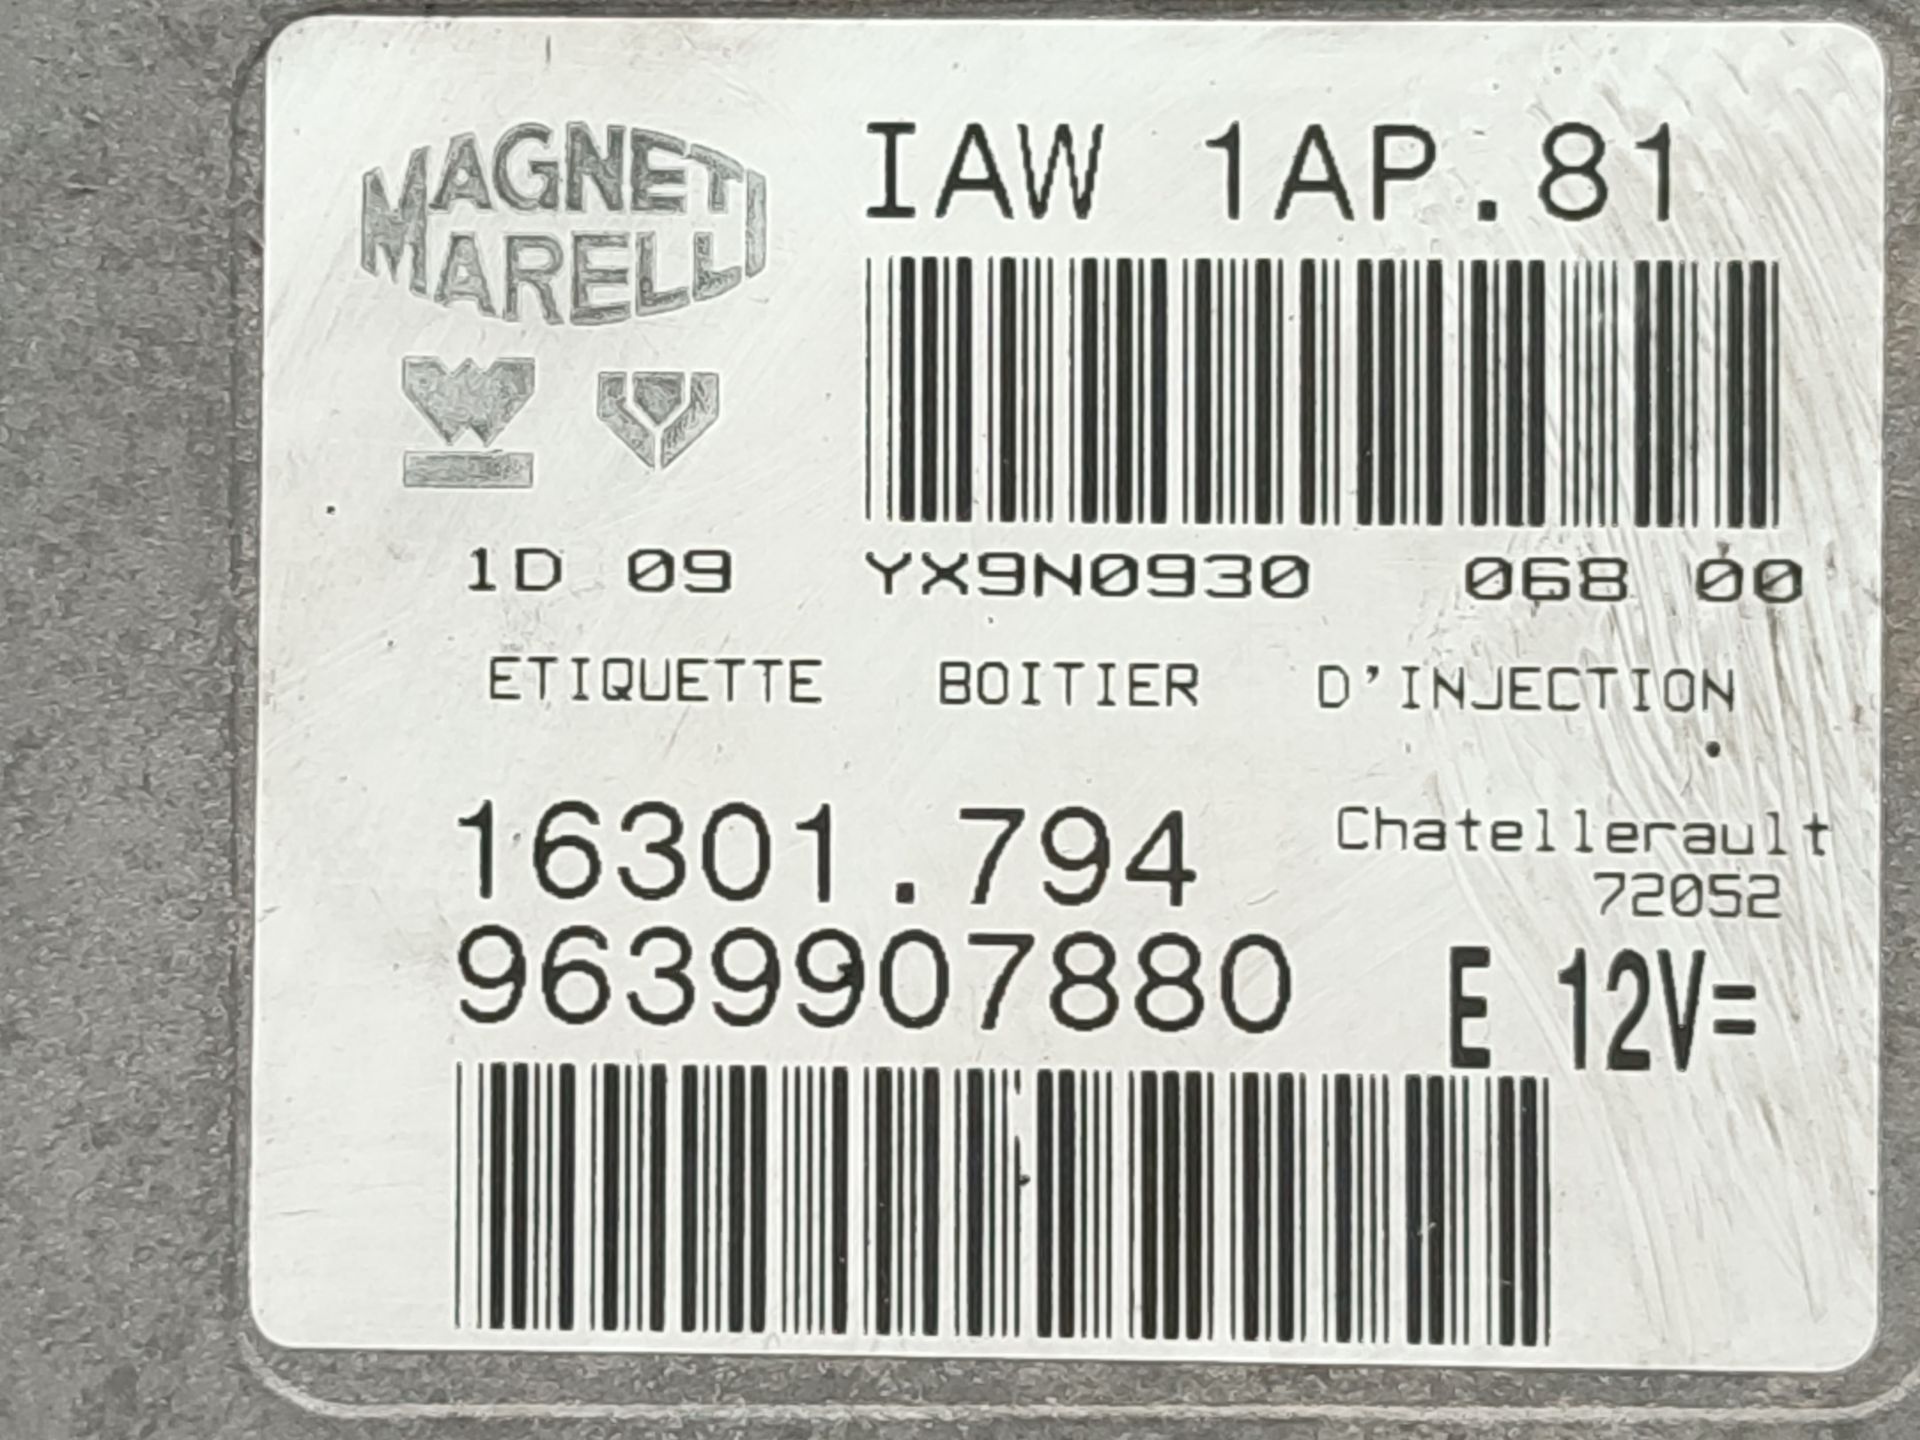 MAGNETI
MARELLI
IAW 1AP.81
1D 09 YX9N0930 068 00
ETIQUETTE BOITIER D'INJECTION
16301.794
Chatellerault
72052
9639907880
E 12V=